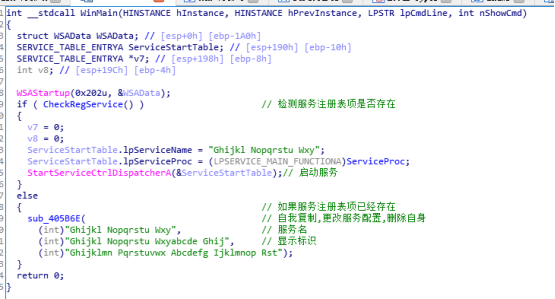 int __stdcall WinMain(HINSTANCE hInstance, HINSTANCE hPrevInstance, LPSTR lpCmdLine, int nShowCmd)
{
struct WSAData WSAData; // [esp+0h] [ebp-1A0h]
SERVICE_TABLE_ENTRYA ServiceStartTable; // [esp+190h] [ebp-10h]
SERVICE_TABLE_ENTRYA *v7; // [esp+198h] [ebp-8h]
int v8; // [esp+19Ch] [ebp-4h]
WSAStartup(0x202u, &WSAData);
if ( CheckRegService() ) // 检测服务注册表项是否存在
{
v7 = 0;
v8 = 0;
ServiceStartTable.lpServiceName = "Ghijkl Nopqrstu Wxy";
ServiceStartTable.lpServiceProc = (LPSERVICE_MAIN_FUNCTIONA)ServiceProc;
StartServiceCtrlDispatcherA(&ServiceStartTable);// 启动服务
}
else
{ // 如果服务注册表项已经存在
sub_405B6E( // 自我复制,更改服务配置,删除自身
(int)"Ghijkl Nopqrstu Wxy", // 服务名
(int)"Ghijkl Nopqrstu Wxyabcde Ghij", // 显示标识
(int)"Ghijklmn Pqrstuvwx Abcdefg Ijklmnop Rst");
}
return 0;
}